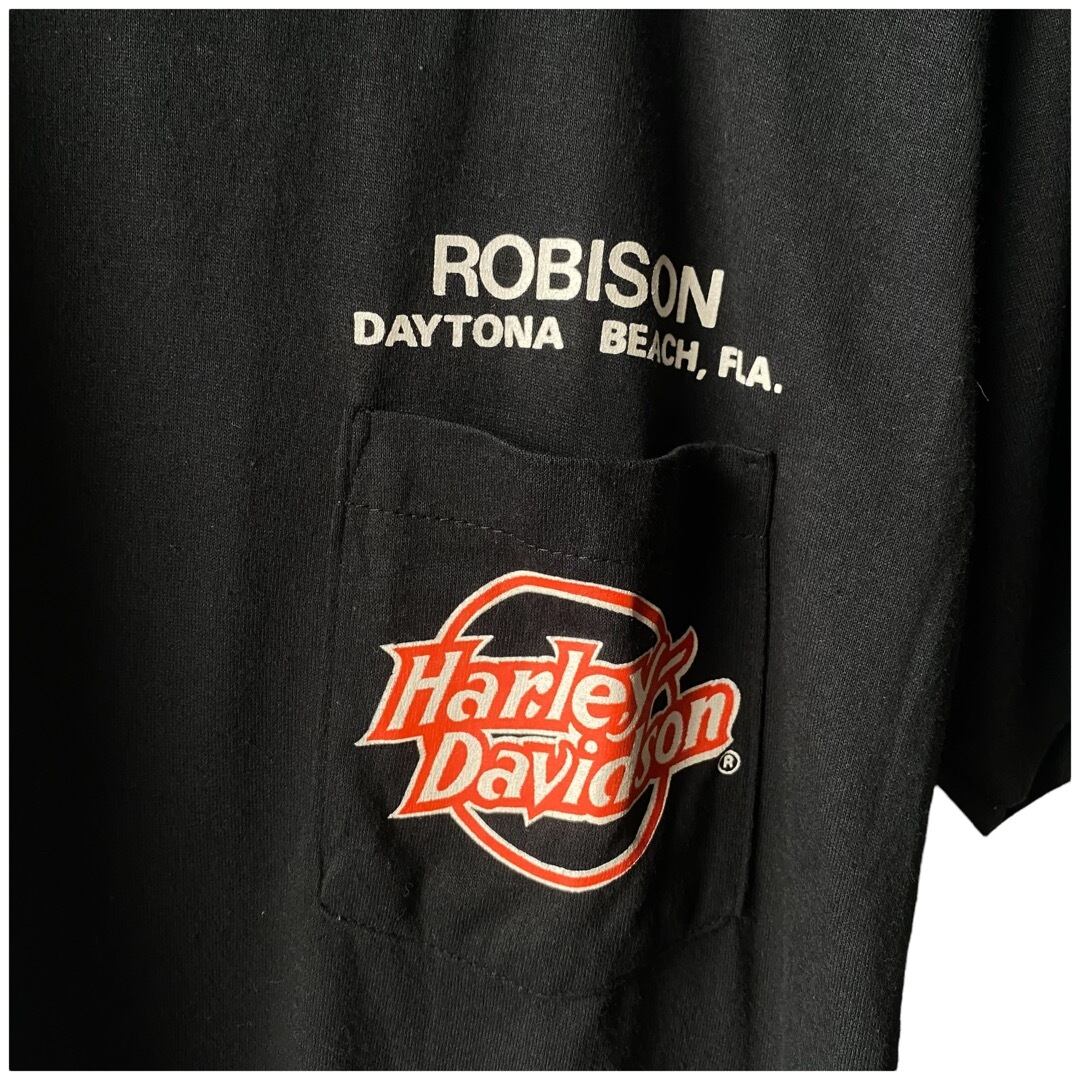 ROBISON
DAYTONA BEACH, FLA.
Harley
Davidson
®